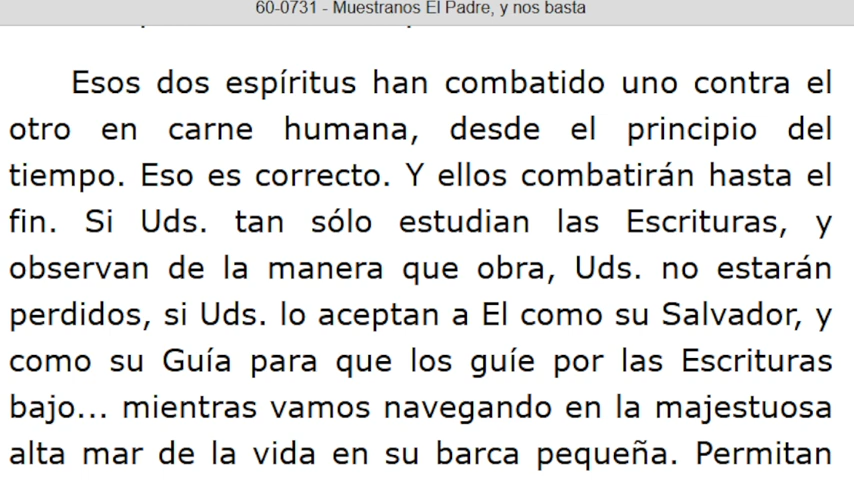 60-0731 - Muestranos El Padre, y nos basta
Esos dos espíritus han combatido uno contra el
otro en carne humana, desde el principio del
tiempo. Eso es correcto. Y ellos combatirán hasta el
fin. Si Uds. tan sólo estudian las Escrituras, y
observan de la manera que obra, Uds. no estarán
perdidos, si Uds. lo aceptan a El como su Salvador, y
como su Guía para que los guíe por las Escrituras
bajo... mientras vamos navegando en la majestuosa
alta mar de la vida en su barca pequeña. Permitan